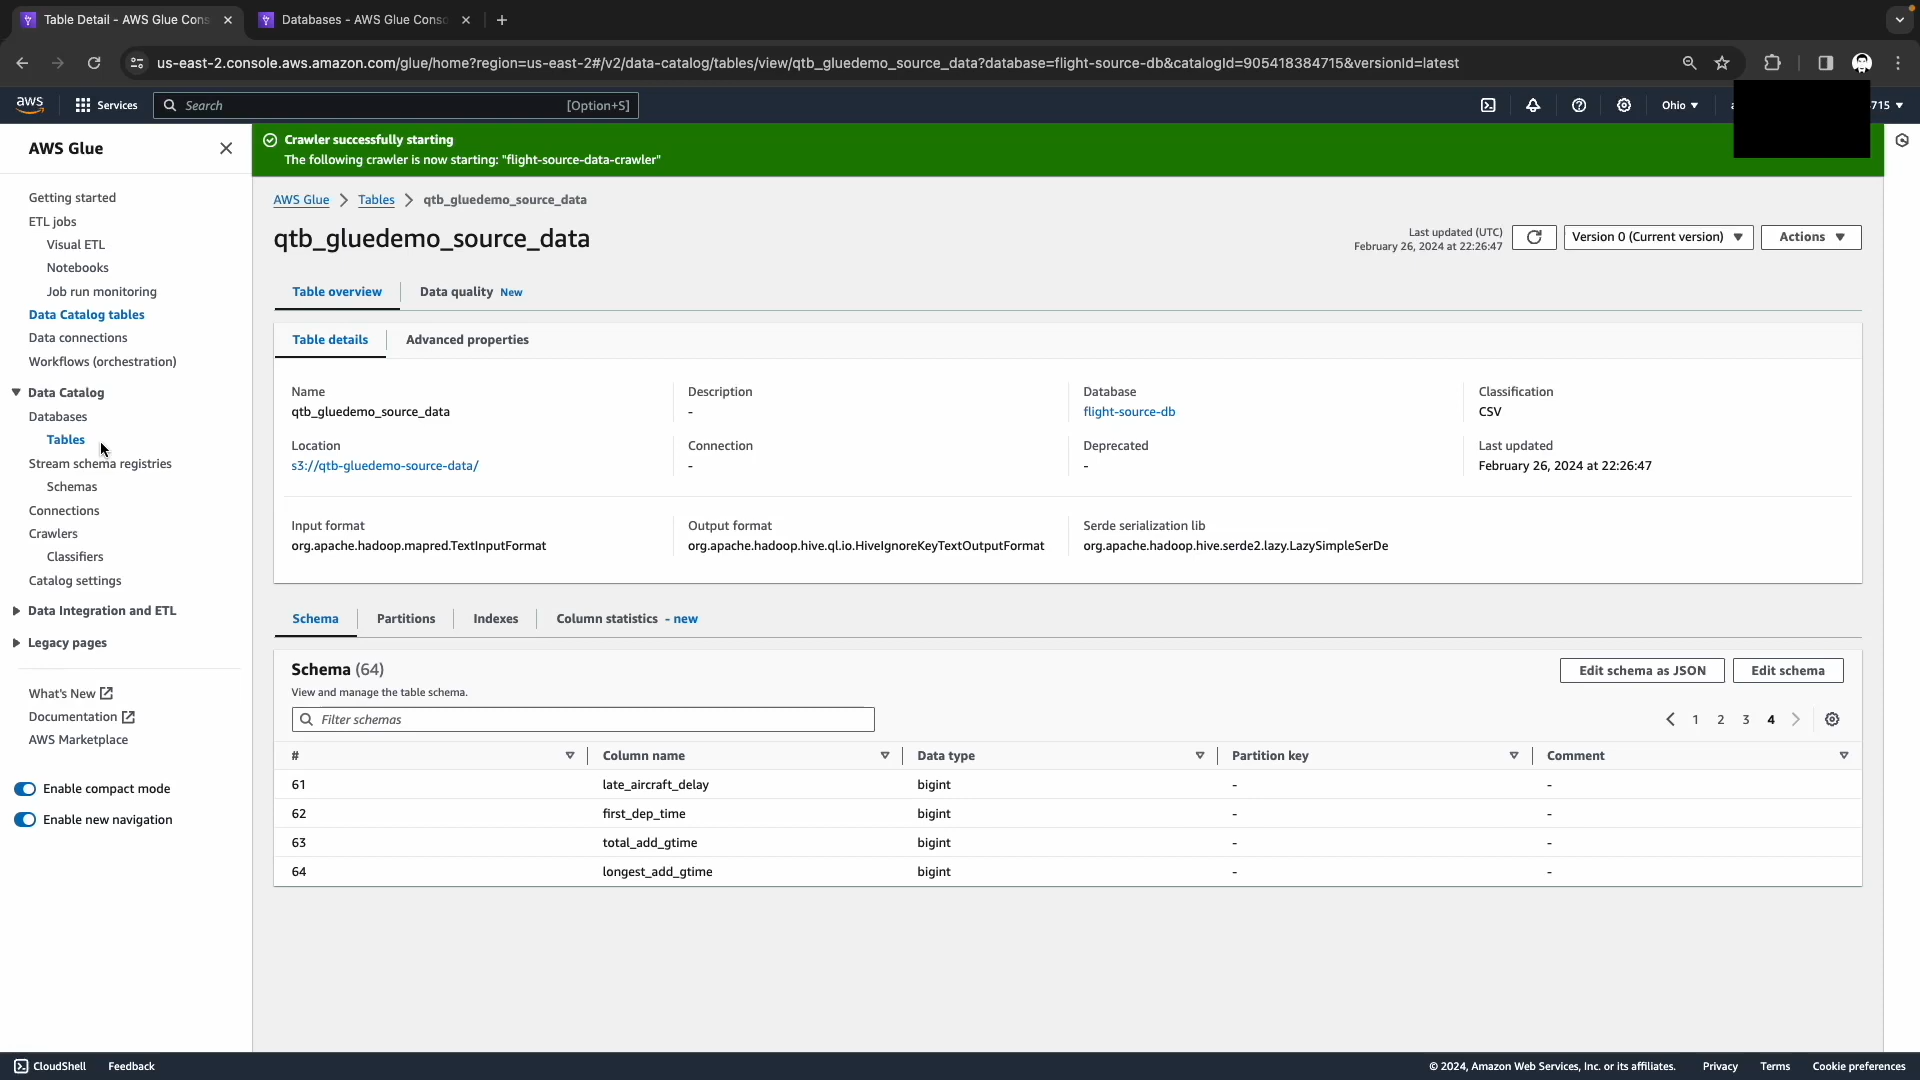 Table Detail - AWS Glue Cons
Databases - AWS Glue Conso
us-east-2.console.aws.amazon.com/glue/home?region=us-east-2#/v2/data-catalog/tables/view/qtb_gluedemo_source_data?database=flight-source-db&catalogId=905418384715&versionId=latest
aws Services Search [Option+S] Ohio 715
AWS Glue
Getting started
ETL jobs
Visual ETL
Notebooks
Job run monitoring
Data Catalog tables
Data connections
Workflows (orchestration)
Data Catalog
Databases
Tables
Stream schema registries
Schemas
Connections
Crawlers
Classifiers
Catalog settings
Data Integration and ETL
Legacy pages
What's New
Documentation
AWS Marketplace
Enable compact mode
Enable new navigation
Crawler successfully starting
The following crawler is now starting: "flight-source-data-crawler"
AWS Glue > Tables > qtb_gluedemo_source_data
qtb_gluedemo_source_data
Last updated (UTC)
February 26, 2024 at 22:26:47
Version 0 (Current version)
Actions
Table overview
Data quality New
Table details
Advanced properties
Name Description Database Classification
qtb_gluedemo_source_data - flight-source-db CSV
Location Connection Deprecated Last updated
s3://qtb-gluedemo-source-data/ - - February 26, 2024 at 22:26:47
Input format Output format Serde serialization lib
org.apache.hadoop.mapred.TextInputFormat org.apache.hadoop.hive.ql.io.HiveIgnoreKeyTextOutputFormat org.apache.hadoop.hive.serde2.lazy.LazySimpleSerDe
Schema Partitions Indexes Column statistics - new
Schema (64)
View and manage the table schema.
Edit schema as JSON
Edit schema
Filter schemas
1 2 3 4
# Column name Data type Partition key Comment
61 late_aircraft_delay bigint - -
62 first_dep_time bigint - -
63 total_add_gtime bigint - -
64 longest_add_gtime bigint - -
CloudShell Feedback © 2024, Amazon Web Services, Inc. or its affiliates. Privacy Terms Cookie preferences